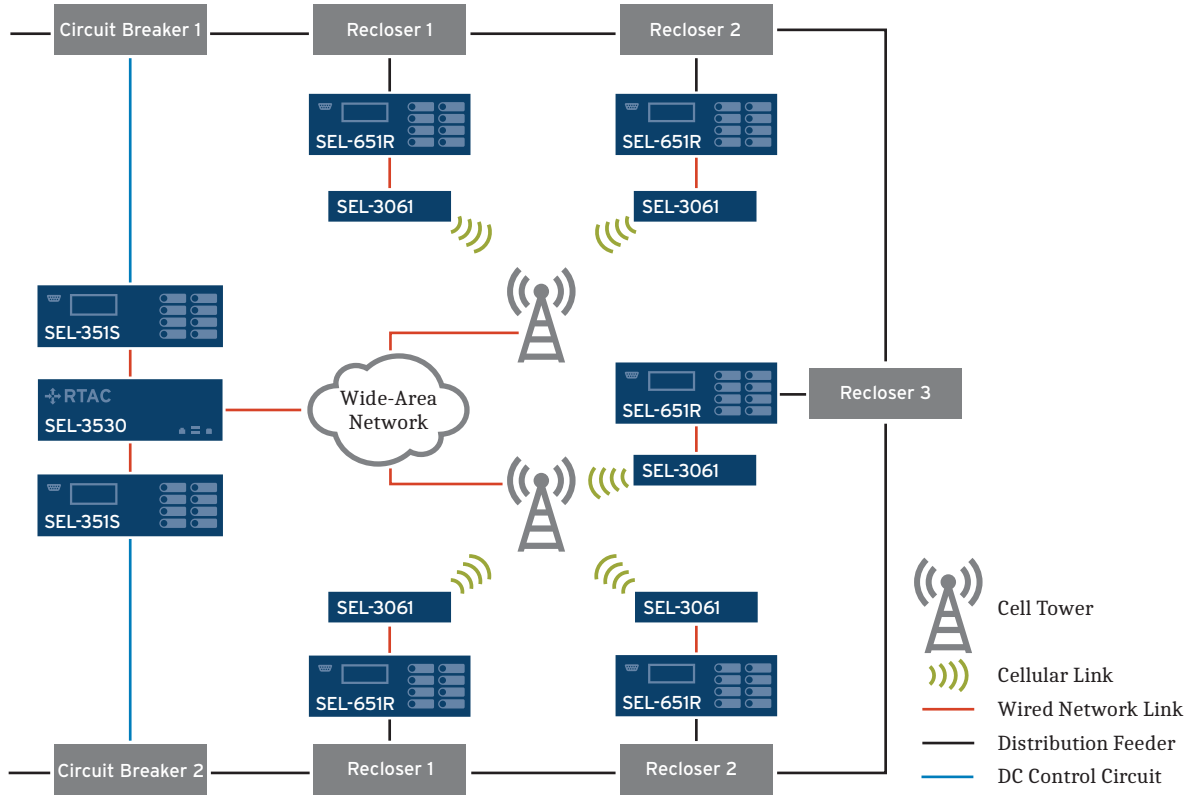 Circuit Breaker 1
Recloser 1
Recloser 2
SEL-651R
SEL-651R
SEL-3061
SEL-3061
SEL-351S
RTAC
SEL-3530
SEL-351S
Wide-Area
Network
SEL-651R
Recloser 3
SEL-3061
SEL-3061
SEL-3061
SEL-651R
SEL-651R
Circuit Breaker 2
Recloser 1
Recloser 2
Cell Tower
Cellular Link
Wired Network Link
Distribution Feeder
DC Control Circuit